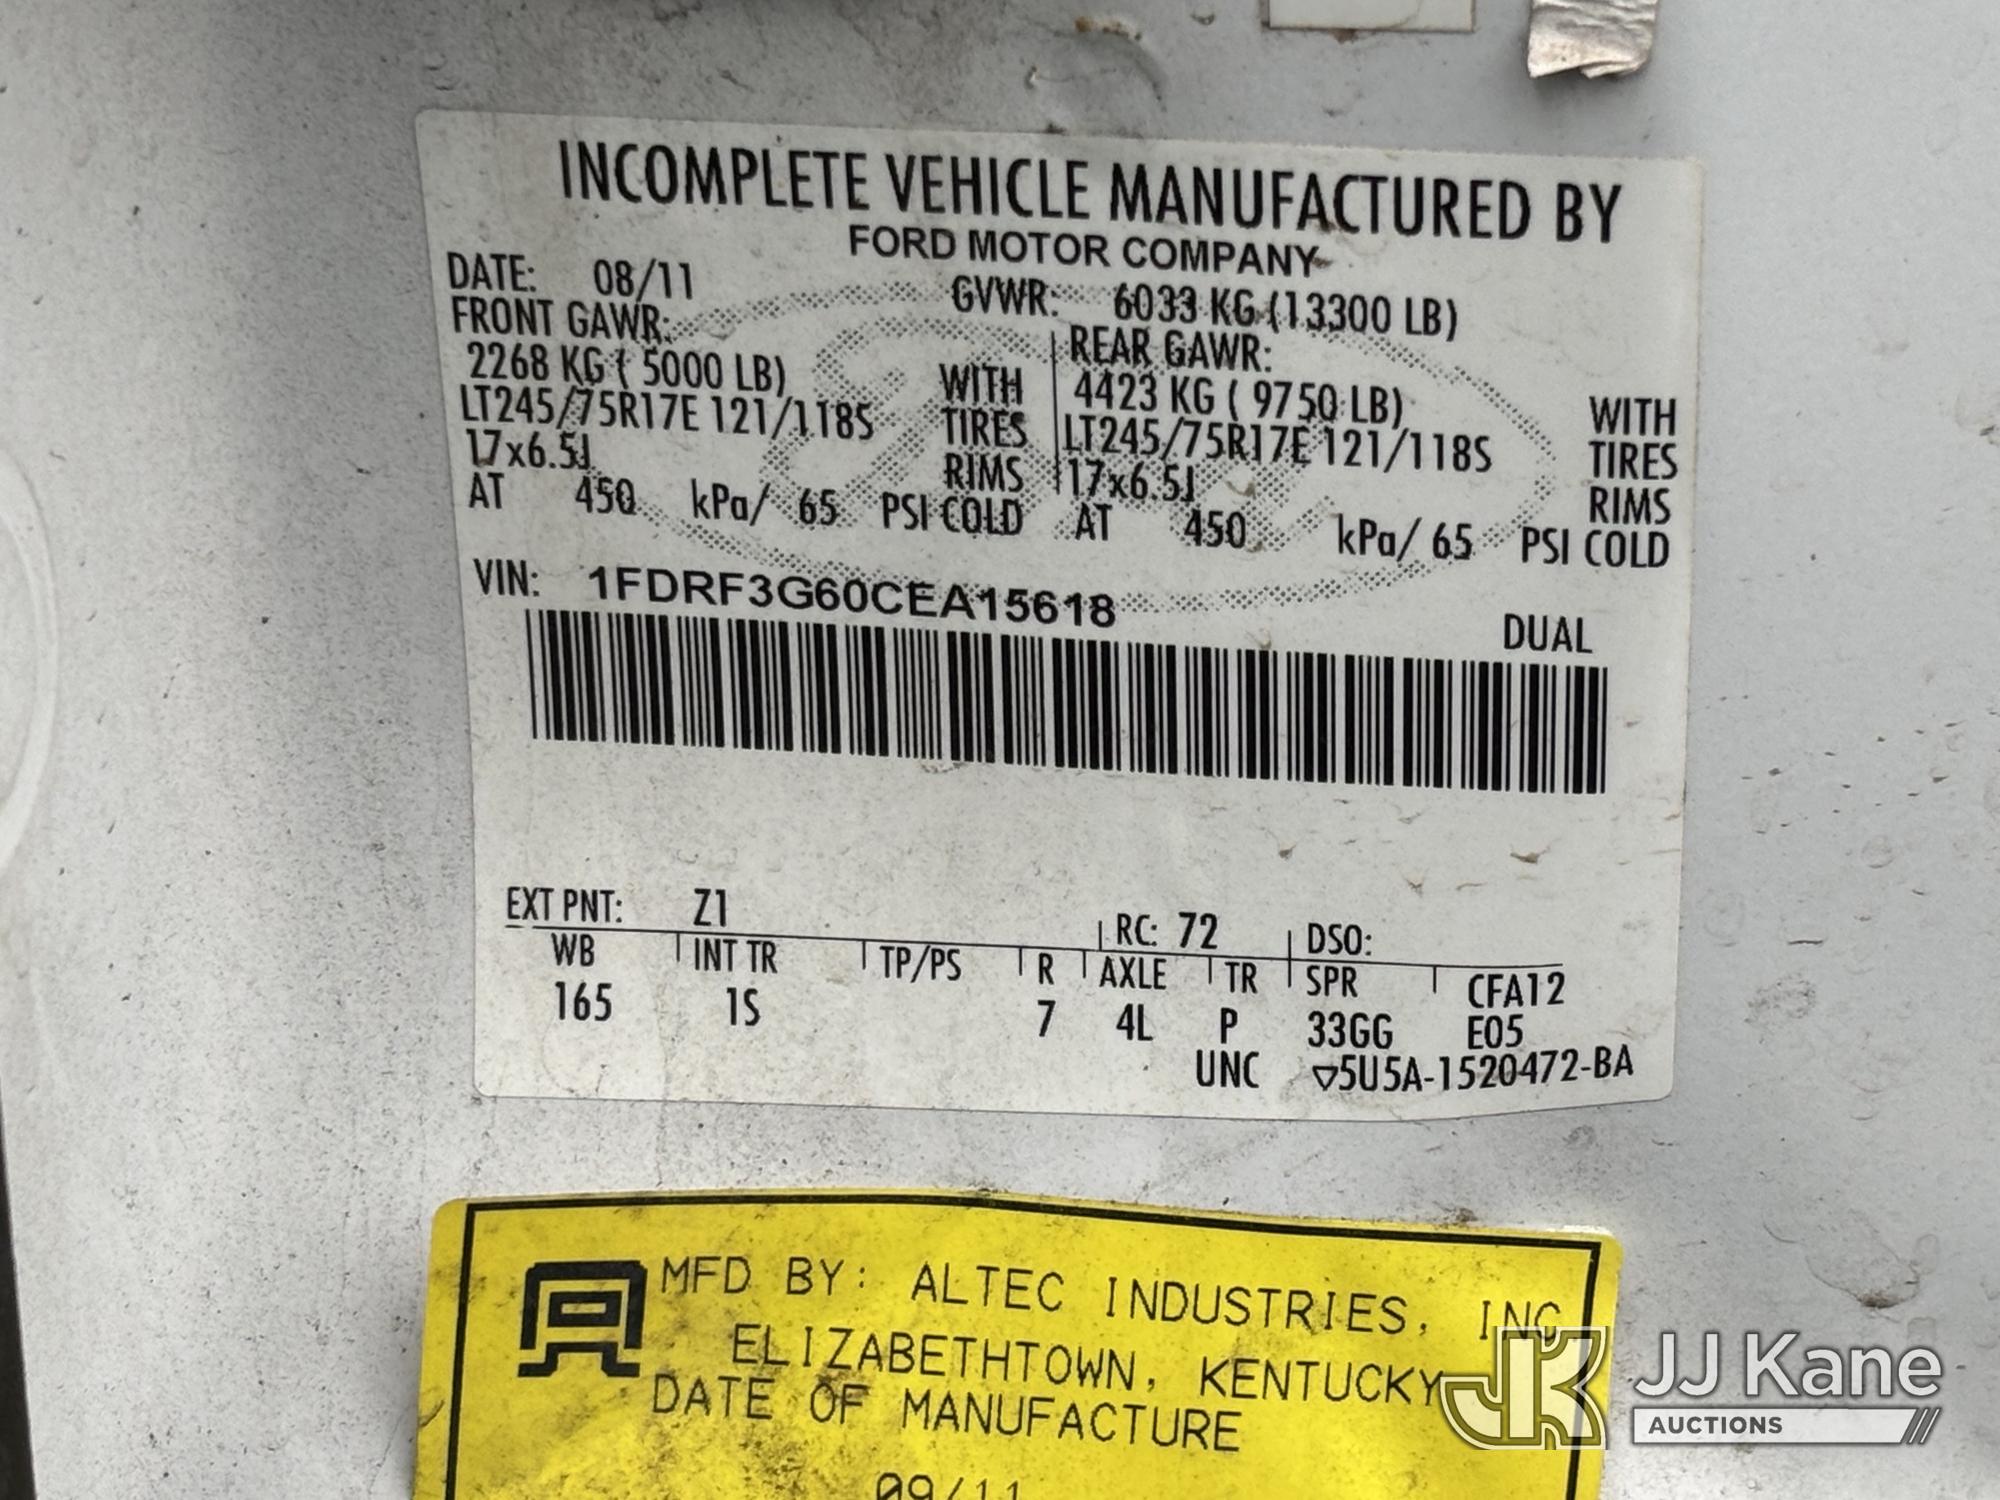 INCOMPLETE VEHICLE MANUFACTURED BY
FORD MOTOR COMPANY
DATE: 08/11 GVWR: 6033 KG (13300 LB)
FRONT GAWR: REAR GAWR:
2268 KG ( 5000 LB) WITH 4423 KG ( 9750 LB) WITH
LT245/75R17E 121/118S TIRES LT245/75R17E 121/118S TIRES
17x6.5J RIMS 17x6.5J RIMS
AT 450 kPa/ 65 PSI COLD AT 450 kPa/ 65 PSI COLD
VIN: 1FDRF3G60CEA15618
DUAL
EXT PNT: Z1 RC: 72 DSO:
WB INT TR TP/PS R AXLE TR SPR CFA12
165 1S 7 4L P 33GG E05
UNC ▽5U5A-1520472-BA
MFD BY: ALTEC INDUSTRIES, INC
ELIZABETHTOWN, KENTUCKY
DATE OF MANUFACTURE
09/11
JJ Kane
AUCTIONS